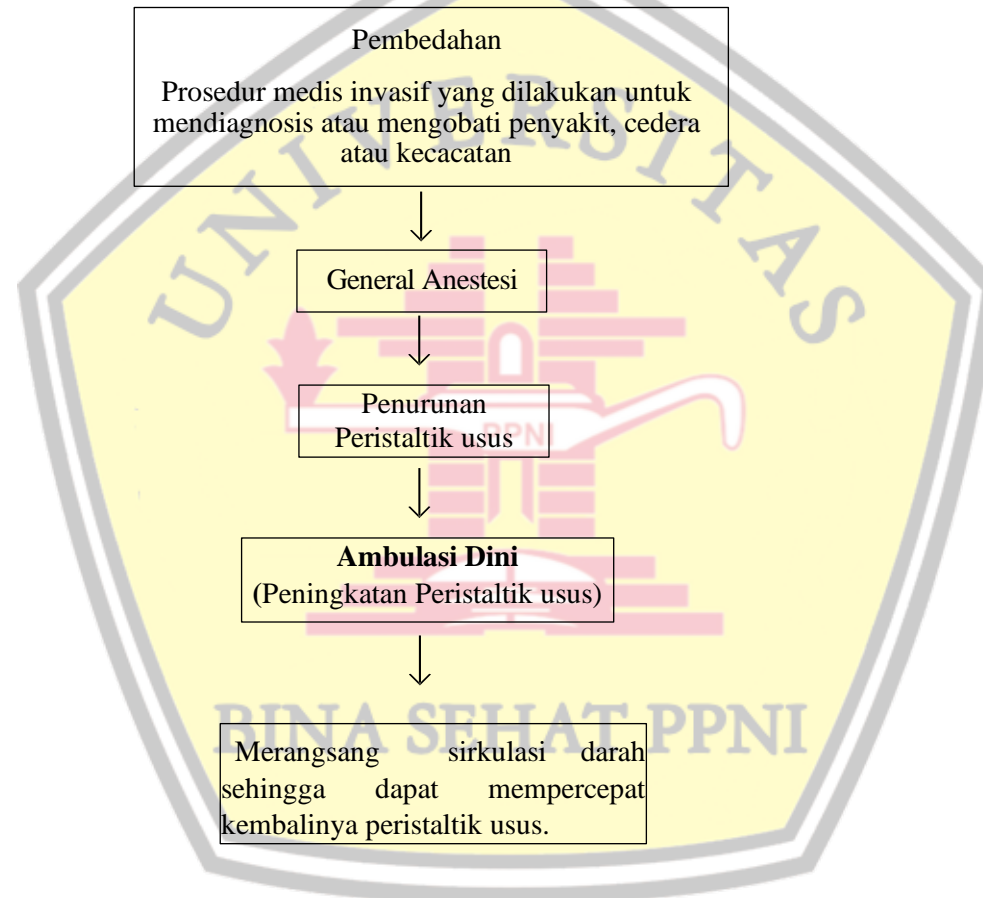 Pembedahan
Prosedur medis invasif yang dilakukan untuk
mendiagnosis atau mengobati penyakit, cedera
atau kecacatan
UNIVERSITAS
General Anestesi
Penurunan
Peristaltik usus
PPNI
Ambulasi Dini
(Peningkatan Peristaltik usus)
BINA SEHAT PPNI
Merangsang sirkulasi darah
sehingga dapat mempercepat
kembalinya peristaltik usus.